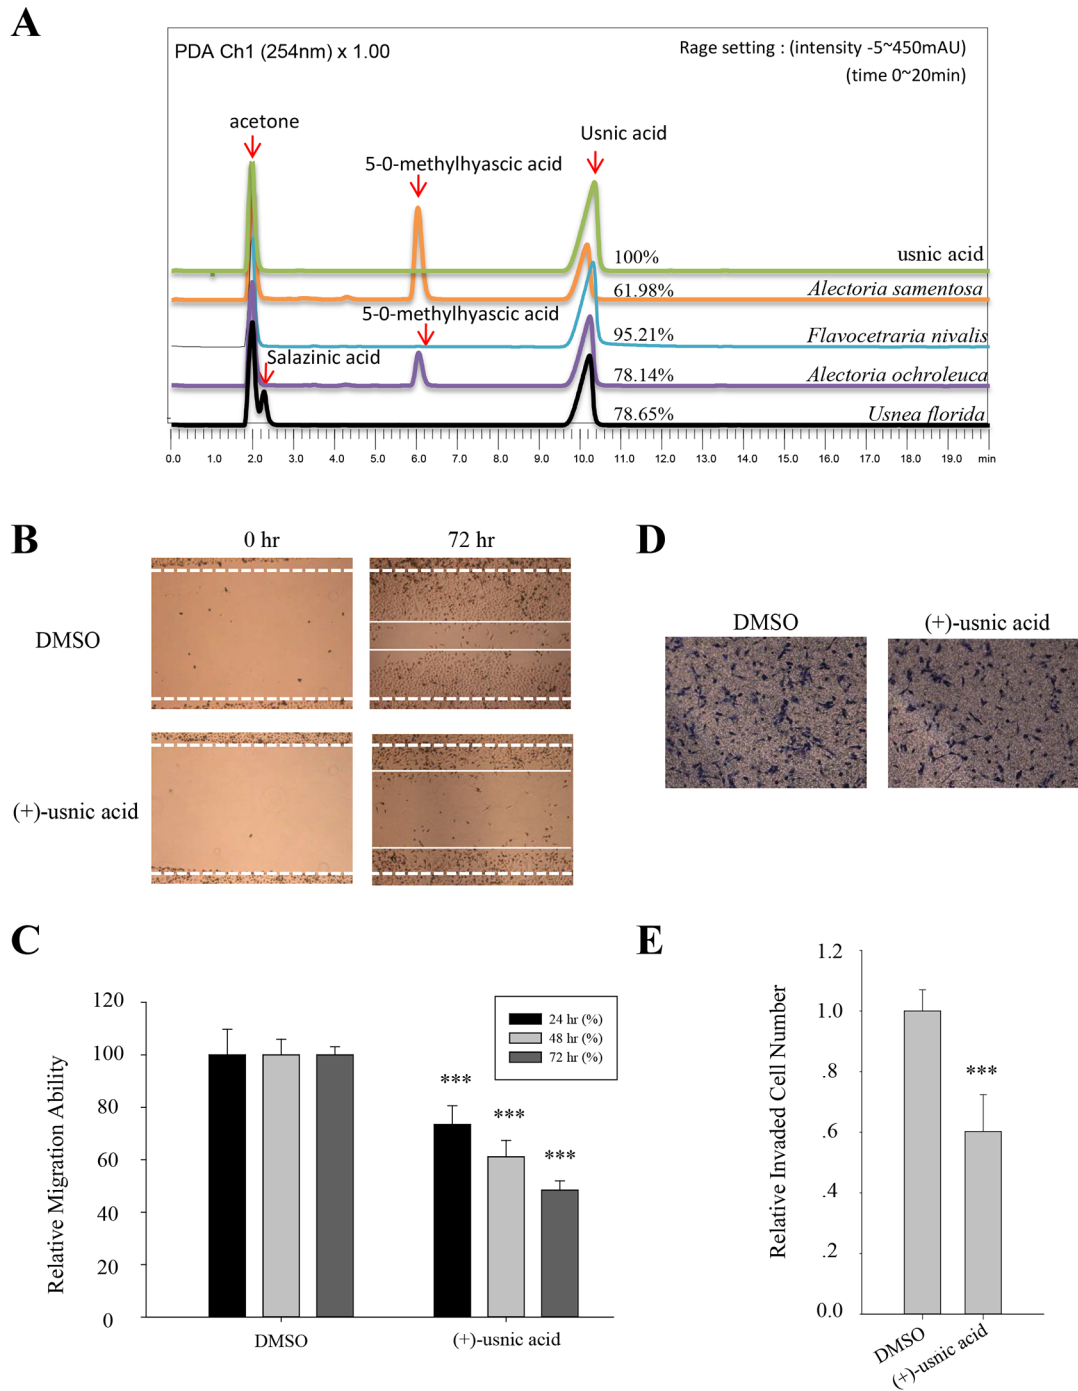 A
PDA Ch1 (254nm) x 1.00
Rage setting : (intensity -5~450mAU)
(time 0~20min)
acetone
5-0-methylhyascic acid
Usnic acid
100%
usnic acid
61.98%
Alectoria samentosa
5-0-methylhyascic acid
95.21%
Flavocetraria nivalis
Salazinic acid
78.14%
Alectoria ochroleuca
78.65%
Usnea florida
0.0 1.0 2.0 3.0 4.0 5.0 6.0 7.0 8.0 9.0 10.0 11.0 12.0 13.0 14.0 15.0 16.0 17.0 18.0 19.0 min
B
0 hr
72 hr
DMSO
(+)-usnic acid
D
DMSO
(+)-usnic acid
C
Relative Migration Ability
120
100
80
60
40
20
0
24 hr (%)
48 hr (%)
72 hr (%)
***
***
***
DMSO
(+)-usnic acid
E
Relative Invaded Cell Number
1.2
1.0
.8
.6
.4
.2
0.0
***
DMSO
(+)-usnic acid